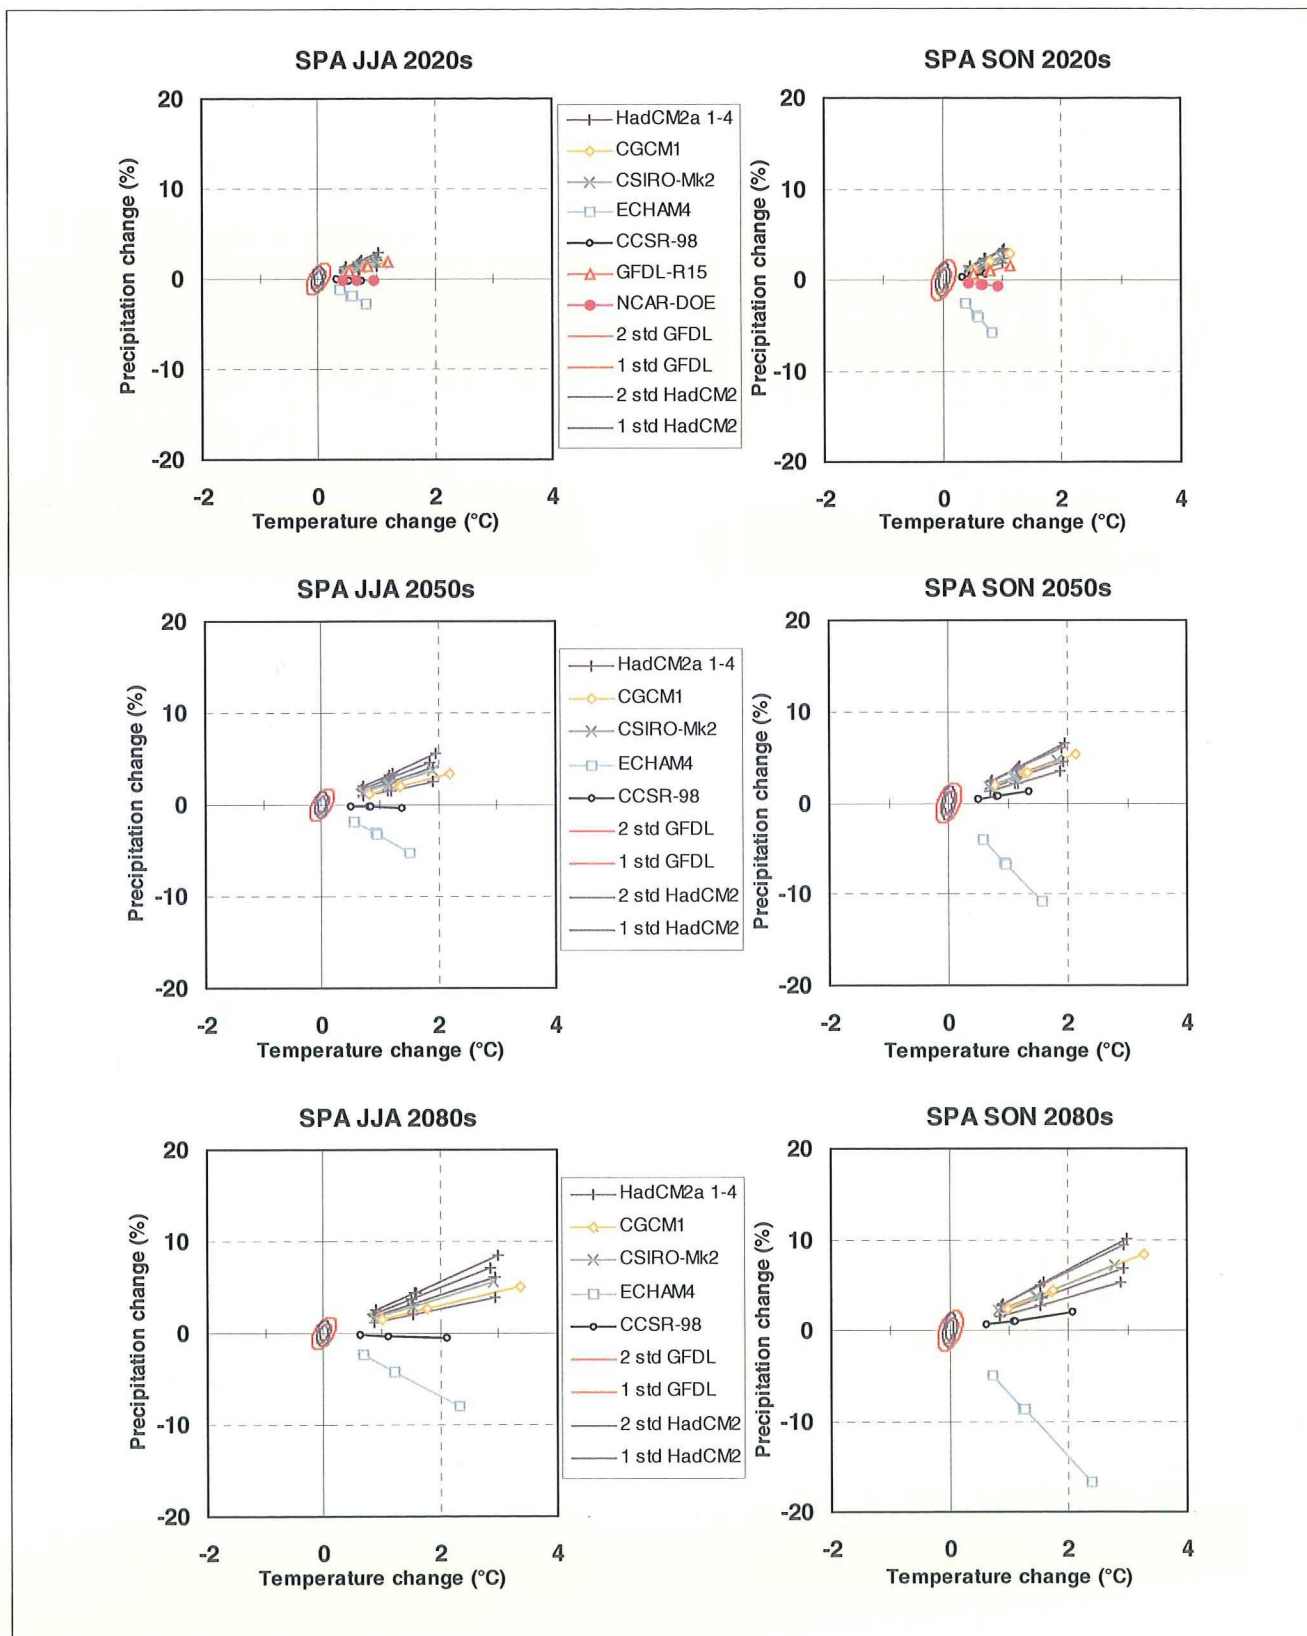 SPA JJA 2020s
SPA SON 2020s
Precipitation change (%)
20
10
0
-10
-20
-2
0
2
4
Temperature change (°C)
HadCM2a 1-4
CGCM1
CSIRO-Mk2
ECHAM4
CCSR-98
GFDL-R15
NCAR-DOE
2 std GFDL
1 std GFDL
2 std HadCM2
1 std HadCM2
Precipitation change (%)
20
10
0
-10
-20
-2
0
2
4
Temperature change (°C)
SPA JJA 2050s
SPA SON 2050s
Precipitation change (%)
20
10
0
-10
-20
-2
0
2
4
Temperature change (°C)
HadCM2a 1-4
CGCM1
CSIRO-Mk2
ECHAM4
CCSR-98
2 std GFDL
1 std GFDL
2 std HadCM2
1 std HadCM2
Precipitation change (%)
20
10
0
-10
-20
-2
0
2
4
Temperature change (°C)
SPA JJA 2080s
SPA SON 2080s
Precipitation change (%)
20
10
0
-10
-20
-2
0
2
4
Temperature change (°C)
HadCM2a 1-4
CGCM1
CSIRO-Mk2
ECHAM4
CCSR-98
2 std GFDL
1 std GFDL
2 std HadCM2
1 std HadCM2
Precipitation change (%)
20
10
0
-10
-20
-2
0
2
4
Temperature change (°C)